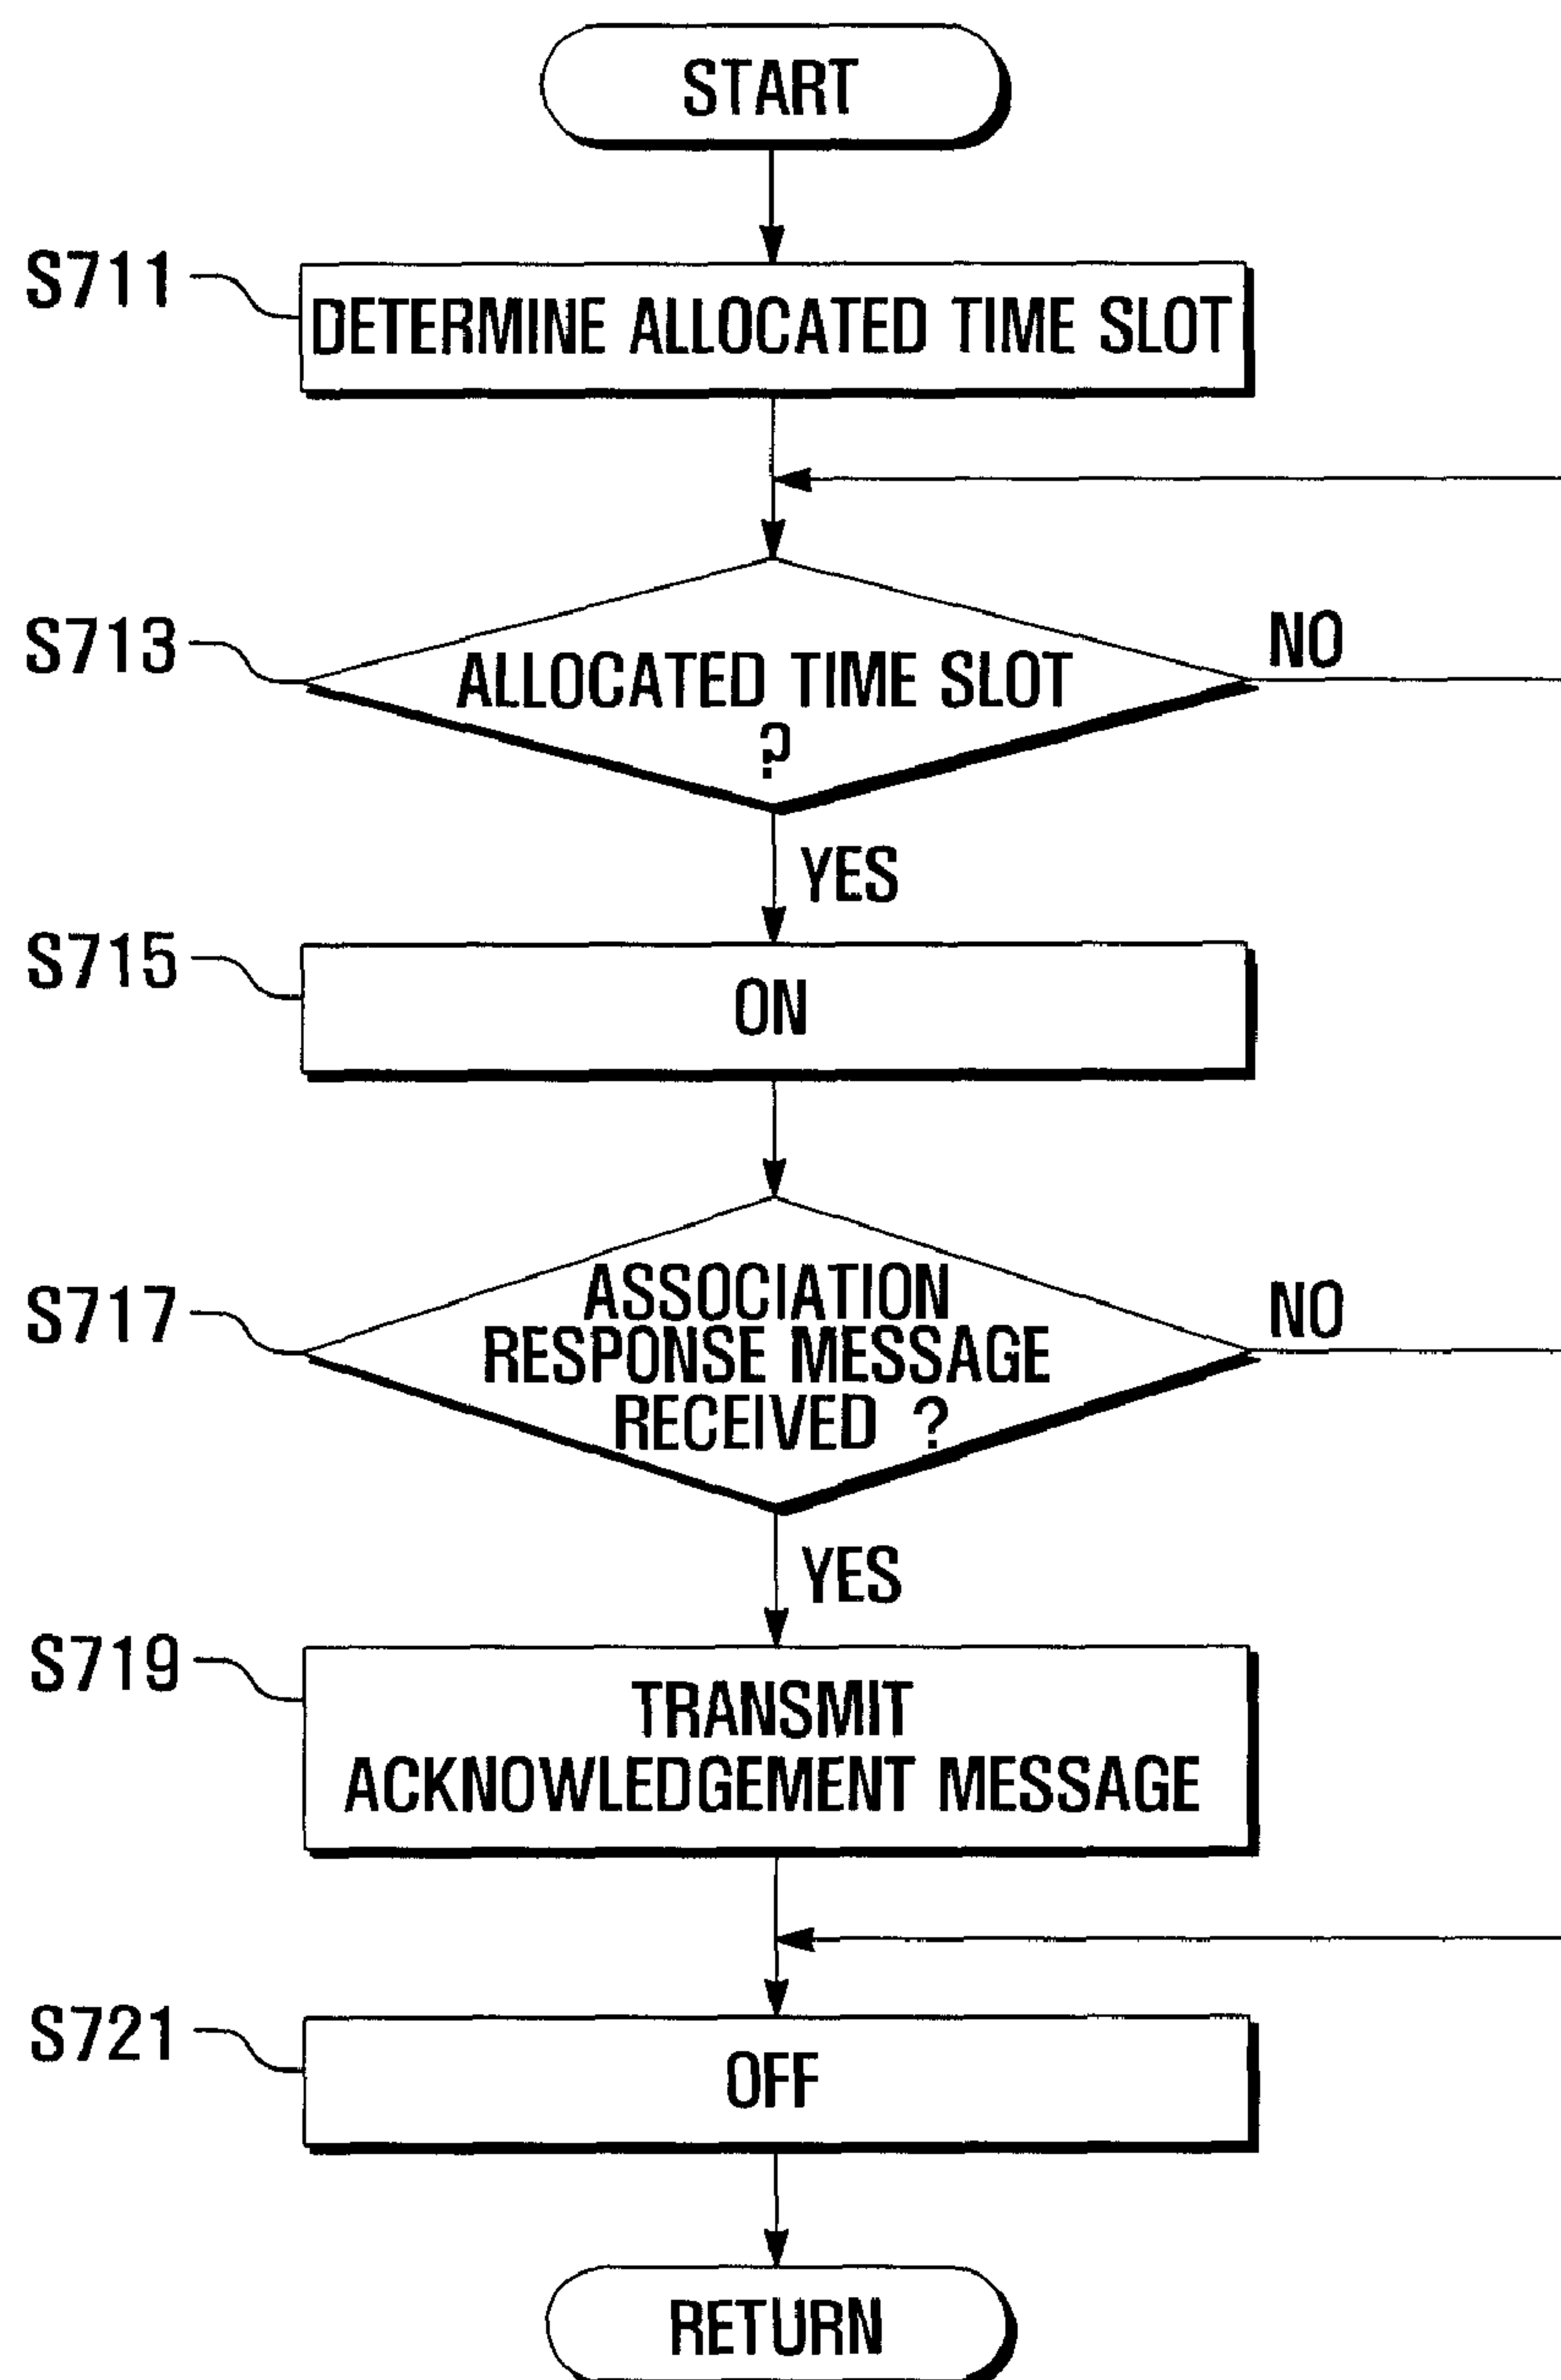 START
S711
DETERMINE ALLOCATED TIME SLOT
S713
ALLOCATED TIME SLOT
?
NO
YES
S715
ON
S717
ASSOCIATION
RESPONSE MESSAGE
RECEIVED ?
NO
YES
S719
TRANSMIT
ACKNOWLEDGEMENT MESSAGE
S721
OFF
RETURN